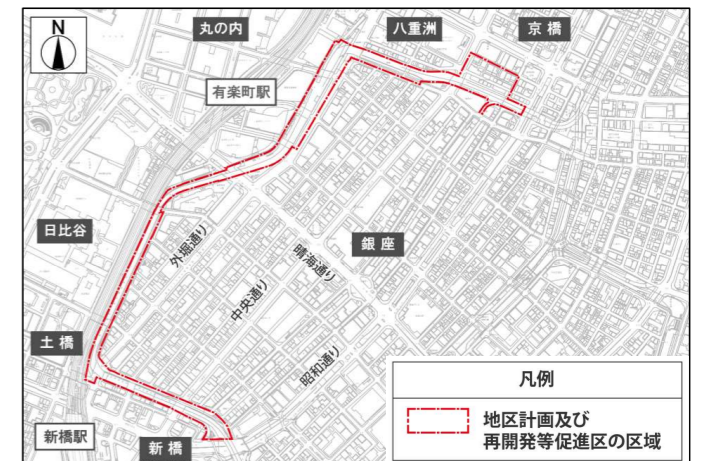 N
丸の内
八重洲
京橋
有楽町駅
日比谷
外堀通り
晴海通り
銀座
中央通り
昭和通り
土橋
新橋駅
新橋
凡例
地区計画及び
再開発等促進区の区域